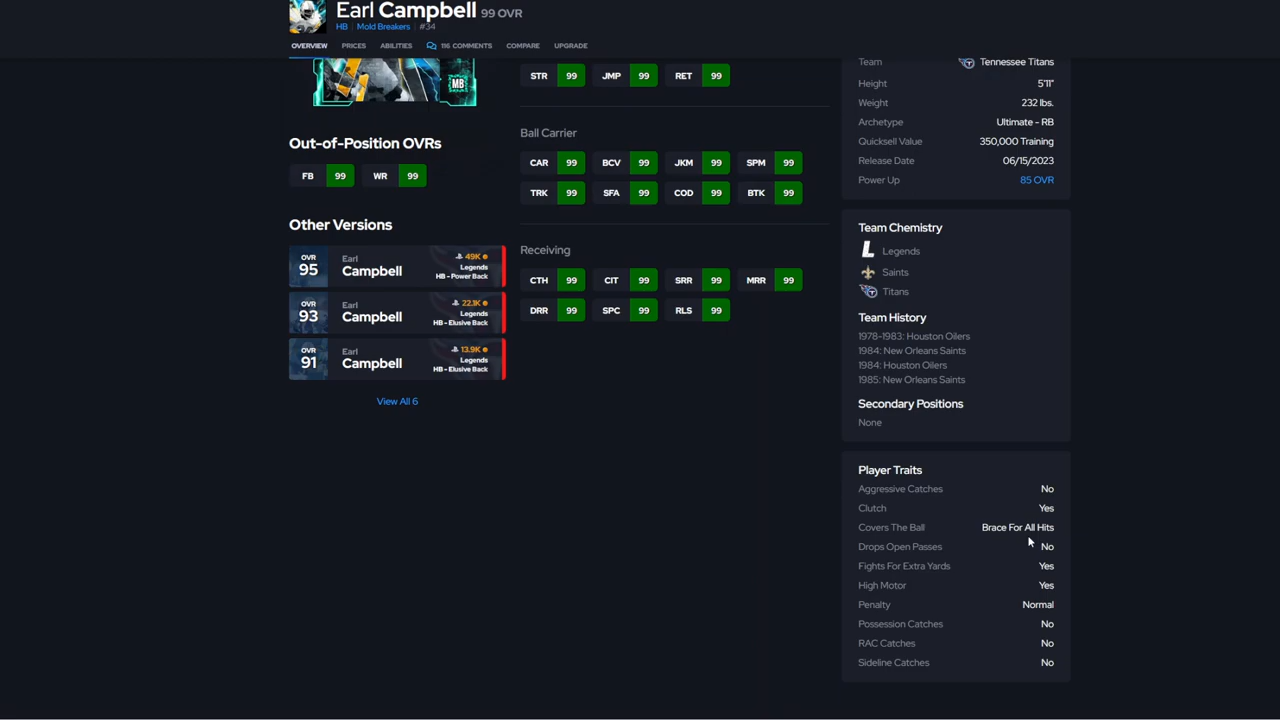 Earl Campbell 99 OVR
HB | Mold Breakers | #34
OVERVIEW PRICES ABILITIES 116 COMMENTS COMPARE UPGRADE
MB
Out-of-Position OVRs
FB 99 WR 99
Other Versions
OVR 95 Earl Campbell 49K Legends HB - Power Back
OVR 93 Earl Campbell 22.1K Legends HB - Elusive Back
OVR 91 Earl Campbell 13.9K Legends HB - Elusive Back
View All 6
STR 99 JMP 99 RET 99
Ball Carrier
CAR 99 BCV 99 JKM 99 SPM 99
TRK 99 SFA 99 COD 99 BTK 99
Receiving
CTH 99 CIT 99 SRR 99 MRR 99
DRR 99 SPC 99 RLS 99
Team Tennessee Titans
Height 5'11"
Weight 232 lbs.
Archetype Ultimate - RB
Quicksell Value 350,000 Training
Release Date 06/15/2023
Power Up 85 OVR
Team Chemistry
L Legends
Saints
Titans
Team History
1978-1983: Houston Oilers
1984: New Orleans Saints
1984: Houston Oilers
1985: New Orleans Saints
Secondary Positions
None
Player Traits
Aggressive Catches No
Clutch Yes
Covers The Ball Brace For All Hits
Drops Open Passes No
Fights For Extra Yards Yes
High Motor Yes
Penalty Normal
Possession Catches No
RAC Catches No
Sideline Catches No